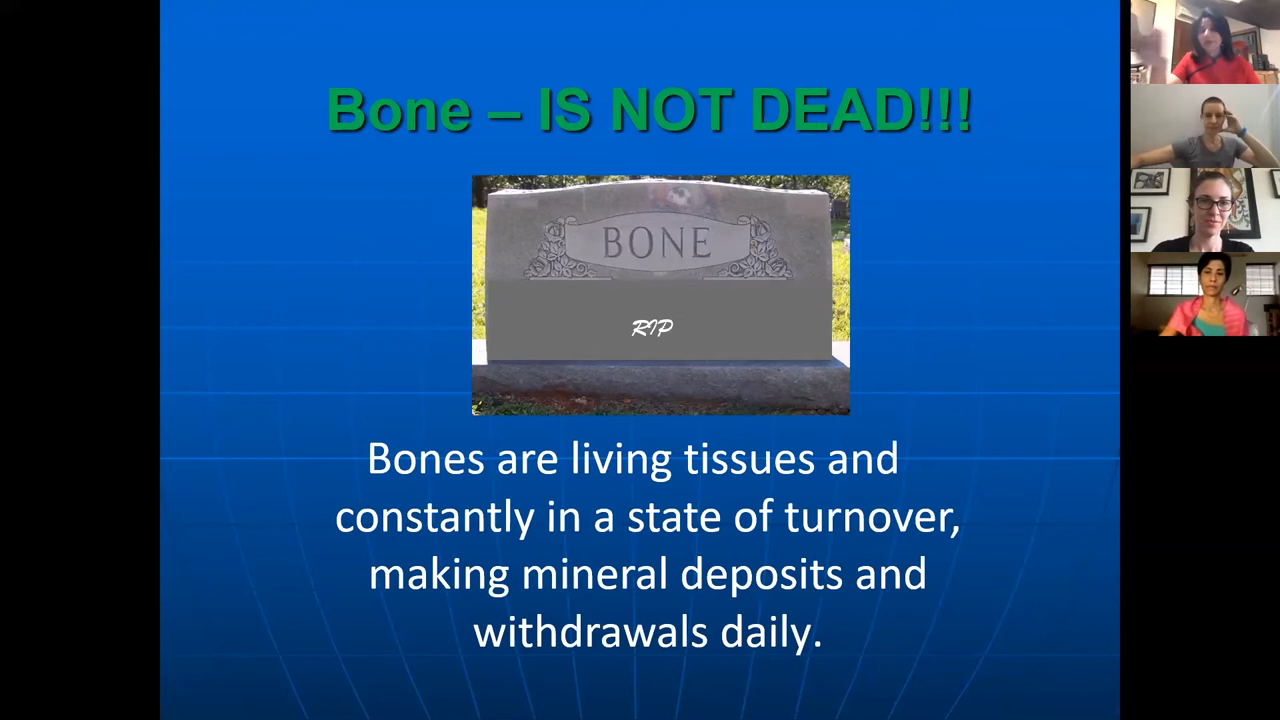 Bone – IS NOT DEAD!!!
BONE
RIP
Bones are living tissues and
constantly in a state of turnover,
making mineral deposits and
withdrawals daily.